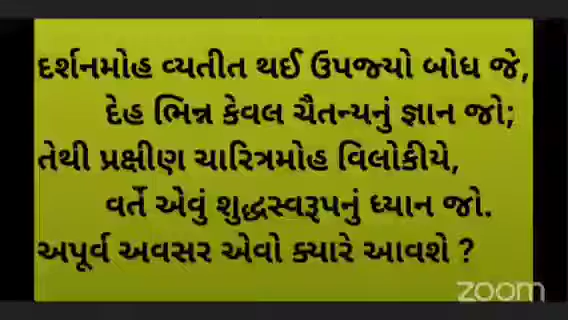 દર્શનમોહ વ્યતીત થઈ ઉપજ્યો બોધ જે,
દેહ ભિન્ન કેવલ ચૈતન્યનું જ્ઞાન જો;
તેથી પ્રક્ષીણ ચારિત્રમોહ વિલોકીયે,
વર્તે એવું શુદ્ધસ્વરૂપનું ધ્યાન જો.
અપૂર્વ અવસર એવો ક્યારે આવશે ?
zoom